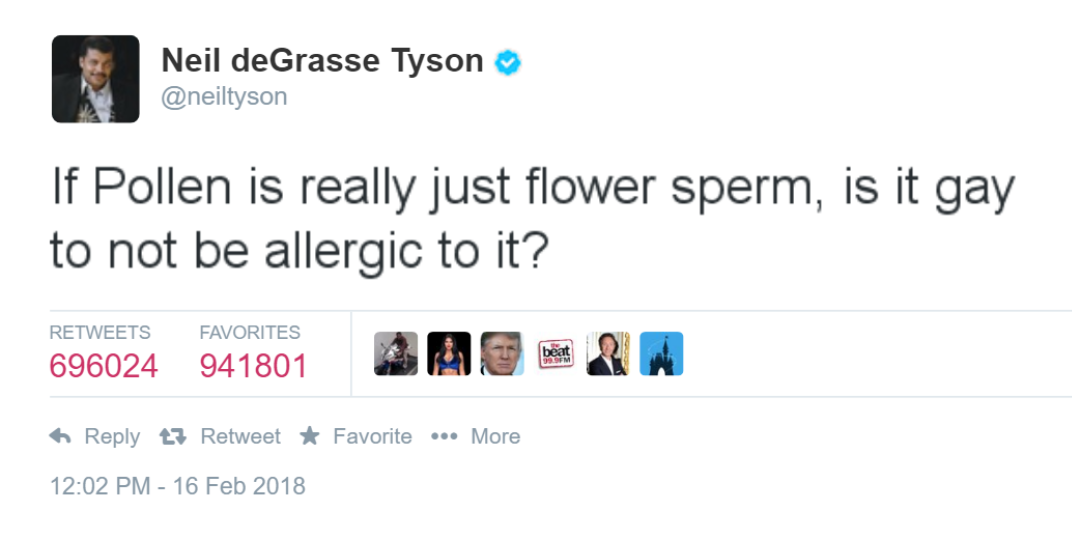 Neil deGrasse Tyson
@neiltyson
If Pollen is really just flower sperm, is it gay
to not be allergic to it?
RETWEETS FAVORITES
696024 941801
the
beat
99.9FM
Reply Retweet Favorite More
12:02 PM - 16 Feb 2018